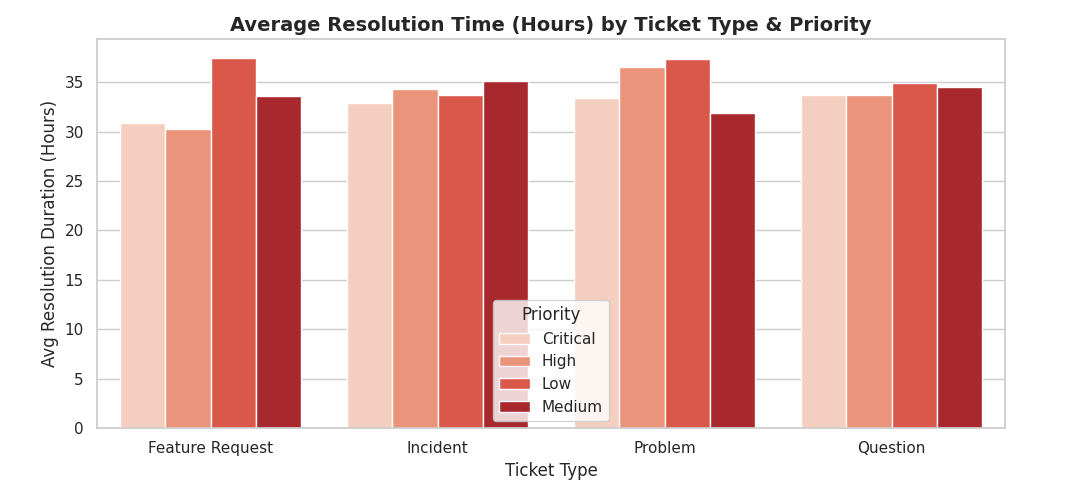 Average Resolution Time (Hours) by Ticket Type & Priority
Avg Resolution Duration (Hours)
35
30
25
20
15
10
5
0
Priority
Critical
High
Low
Medium
Feature Request
Incident
Problem
Question
Ticket Type